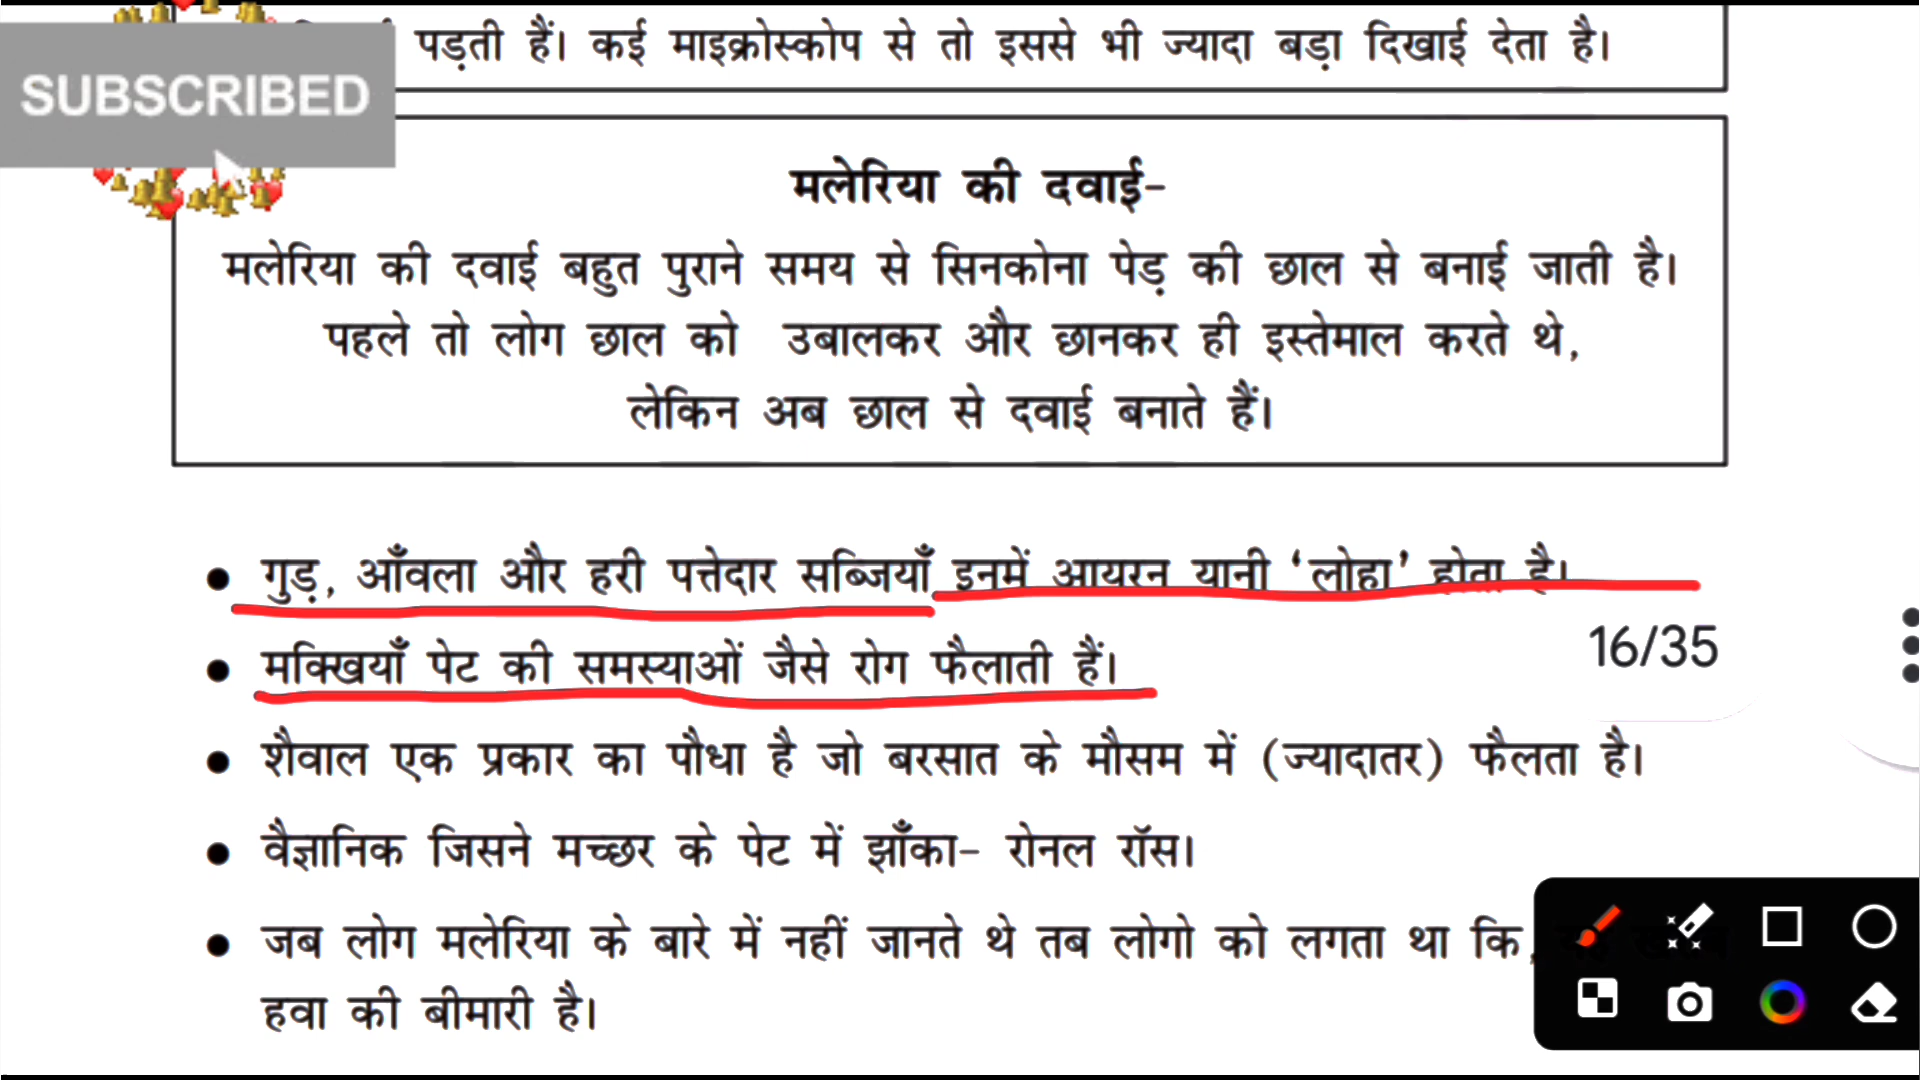 पड़ती हैं। कई माइक्रोस्कोप से तो इससे भी ज्यादा बड़ा दिखाई देता है।
SUBSCRIBED
मलेरिया की दवाई-
मलेरिया की दवाई बहुत पुराने समय से सिनकोना पेड़ की छाल से बनाई जाती है।
पहले तो लोग छाल को उबालकर और छानकर ही इस्तेमाल करते थे,
लेकिन अब छाल से दवाई बनाते हैं।
• गुड़, आँवला और हरी पत्तेदार सब्जियाँ इनमें आयरन यानी ‘लोहा’ होता है।
16/35
• मक्खियाँ पेट की समस्याओं जैसे रोग फैलाती हैं।
• शैवाल एक प्रकार का पौधा है जो बरसात के मौसम में (ज्यादातर) फैलता है।
• वैज्ञानिक जिसने मच्छर के पेट में झाँका- रोनल रॉस।
• जब लोग मलेरिया के बारे में नहीं जानते थे तब लोगो को लगता था कि,
हवा की बीमारी है।